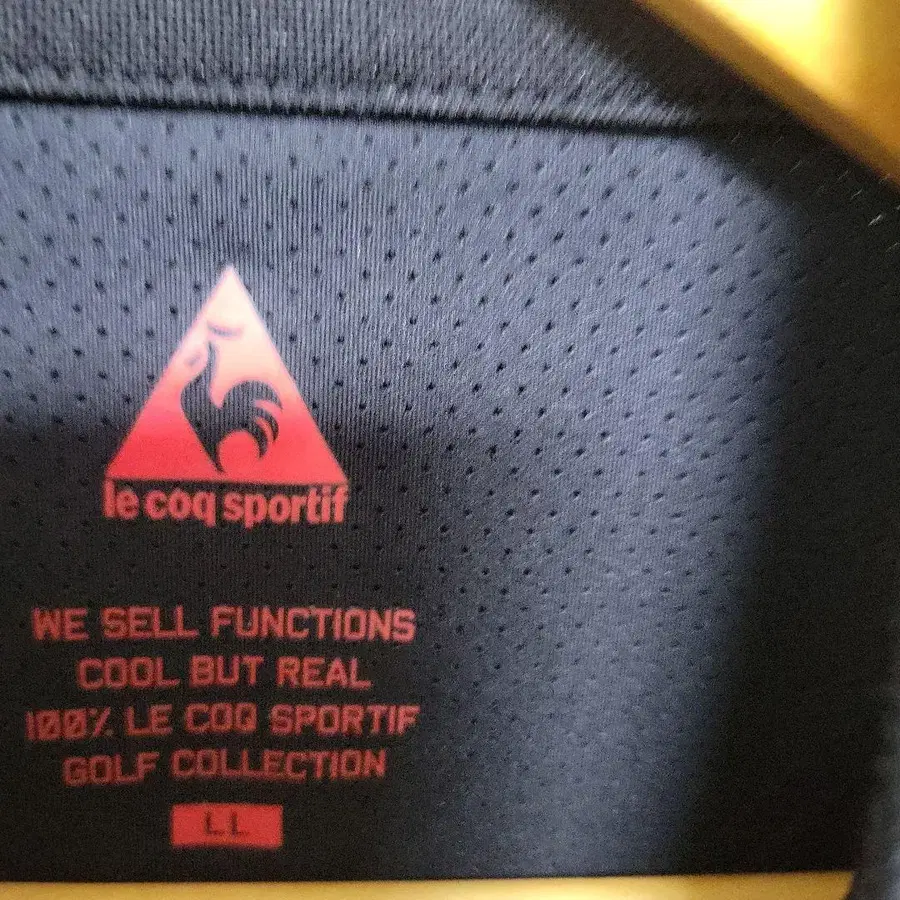 le coq sportif
WE SELL FUNCTIONS
COOL BUT REAL
100% LE COQ SPORTIF
GOLF COLLECTION
LL